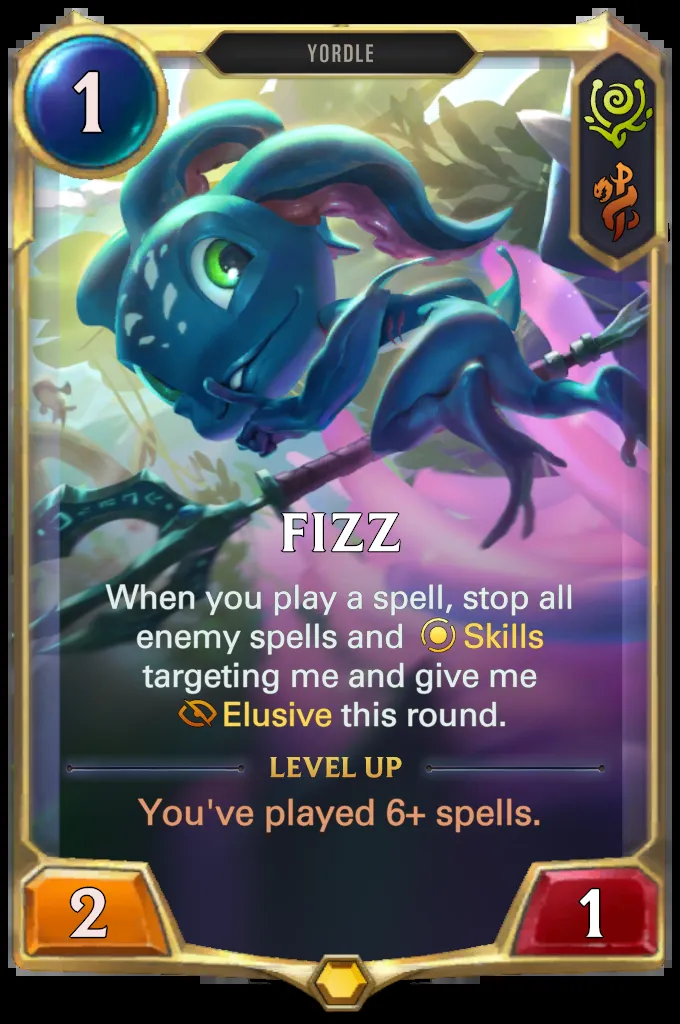 YORDLE
1
FIZZ
When you play a spell, stop all
enemy spells and Skills
targeting me and give me
Elusive this round.
LEVEL UP
You've played 6+ spells.
2
1